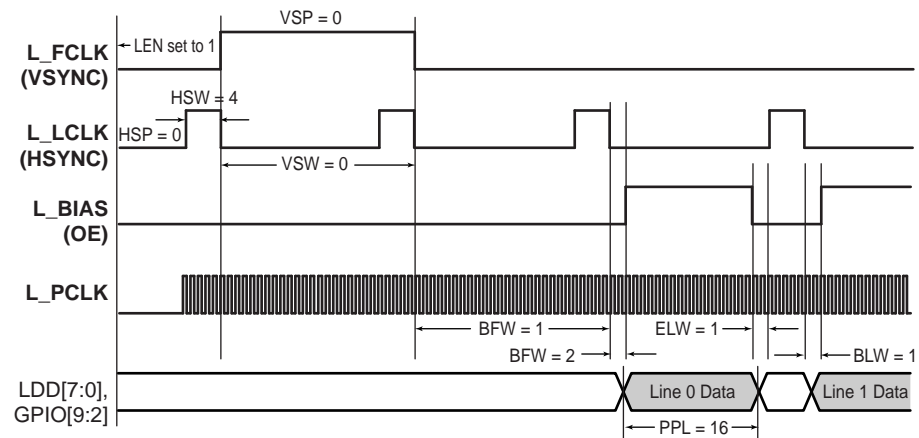 VSP = 0
L_FCLK
(VSYNC)
LEN set to 1
HSW = 4
L_LCLK
(HSYNC)
HSP = 0
VSW = 0
L_BIAS
(OE)
L_PCLK
BFW = 1
ELW = 1
BFW = 2
BLW = 1
LDD[7:0],
GPIO[9:2]
Line 0 Data
Line 1 Data
PPL = 16